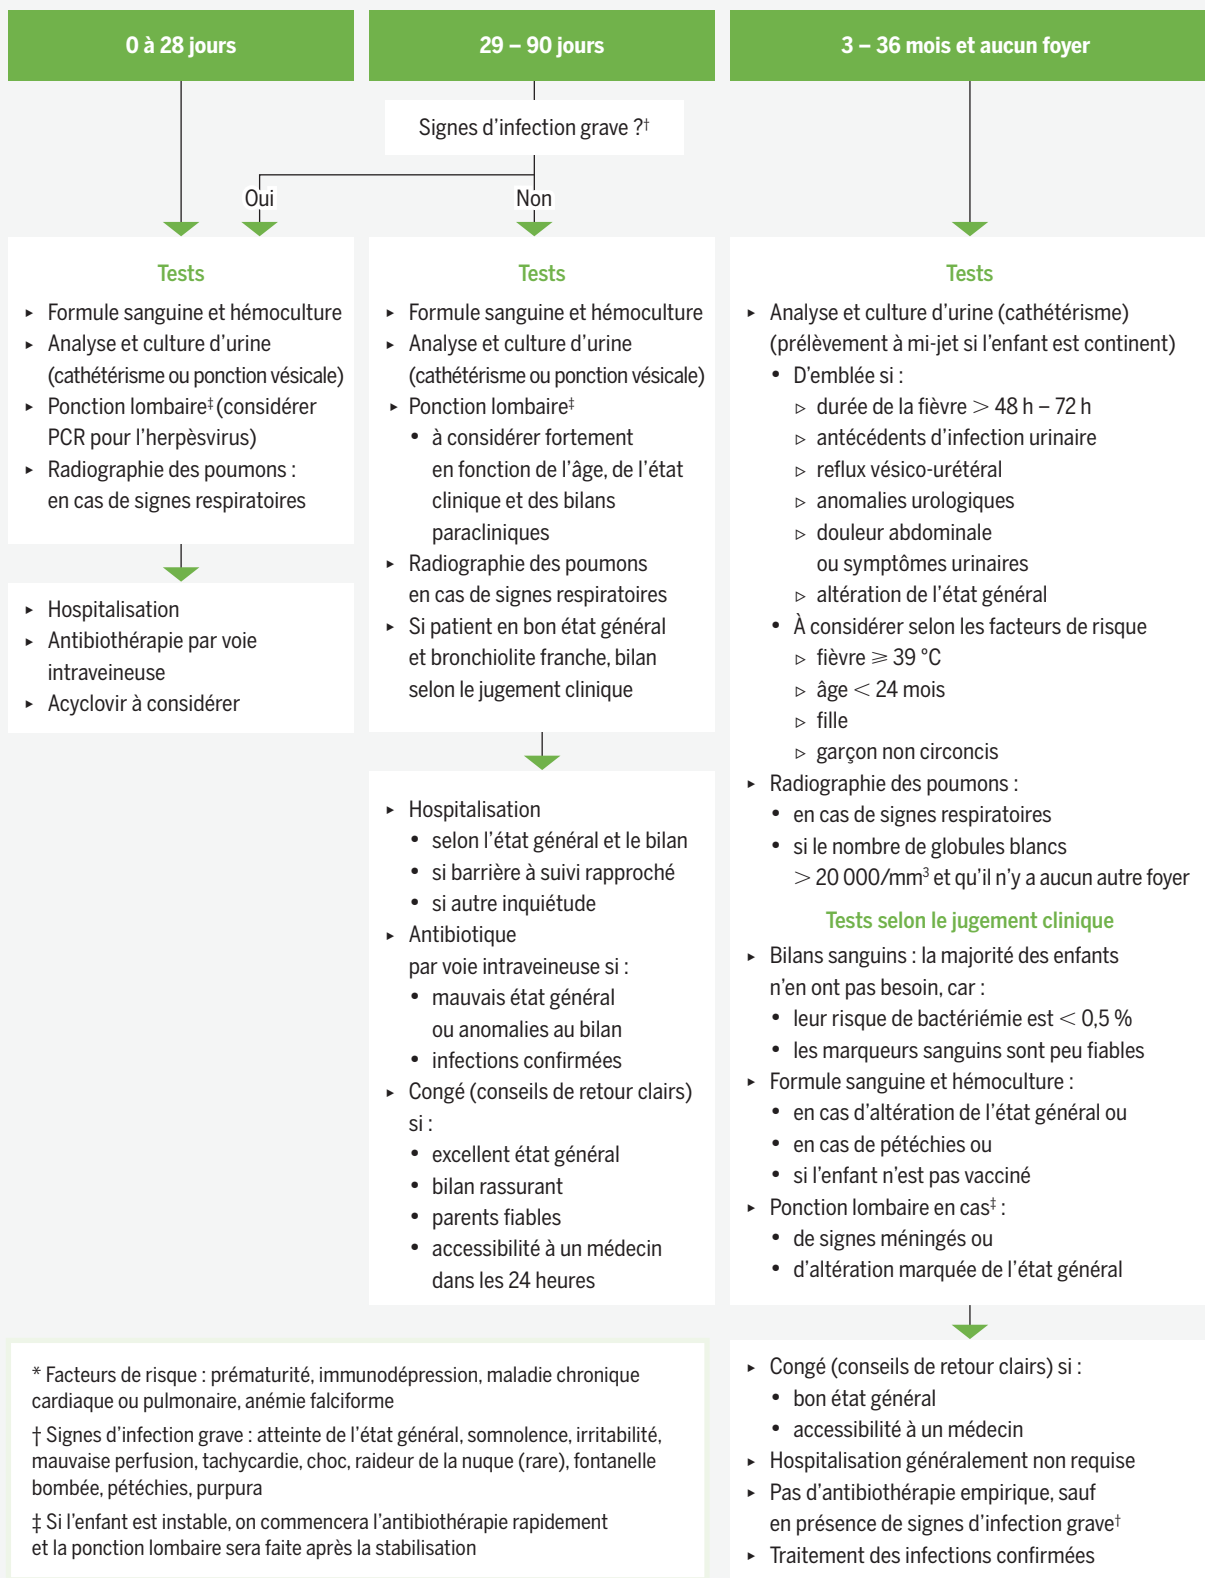 0 à 28 jours
29 – 90 jours
3 – 36 mois et aucun foyer
Signes d'infection grave ?†
Oui
Non
Tests
▸ Formule sanguine et hémoculture
▸ Analyse et culture d'urine
(cathétérisme ou ponction vésicale)
▸ Ponction lombaire‡ (considérer
PCR pour l'herpèsvirus)
▸ Radiographie des poumons :
en cas de signes respiratoires
▸ Hospitalisation
▸ Antibiothérapie par voie
intraveineuse
▸ Acyclovir à considérer
Tests
▸ Formule sanguine et hémoculture
▸ Analyse et culture d'urine
(cathétérisme ou ponction vésicale)
▸ Ponction lombaire‡
• à considérer fortement
en fonction de l'âge, de l'état
clinique et des bilans
paracliniques
▸ Radiographie des poumons
en cas de signes respiratoires
▸ Si patient en bon état général
et bronchiolite franche, bilan
selon le jugement clinique
▸ Hospitalisation
• selon l'état général et le bilan
• si barrière à suivi rapproché
• si autre inquiétude
▸ Antibiotique
par voie intraveineuse si :
• mauvais état général
ou anomalies au bilan
• infections confirmées
▸ Congé (conseils de retour clairs)
si :
• excellent état général
• bilan rassurant
• parents fiables
• accessibilité à un médecin
dans les 24 heures
Tests
▸ Analyse et culture d'urine (cathétérisme)
(prélèvement à mi-jet si l'enfant est continent)
• D'emblée si :
▹ durée de la fièvre > 48 h – 72 h
▹ antécédents d'infection urinaire
▹ reflux vésico-urétéral
▹ anomalies urologiques
▹ douleur abdominale
ou symptômes urinaires
▹ altération de l'état général
• À considérer selon les facteurs de risque
▹ fièvre ⩾ 39 °C
▹ âge < 24 mois
▹ fille
▹ garçon non circoncis
▸ Radiographie des poumons :
• en cas de signes respiratoires
• si le nombre de globules blancs
> 20 000/mm³ et qu'il n'y a aucun autre foyer
Tests selon le jugement clinique
▸ Bilans sanguins : la majorité des enfants
n'en ont pas besoin, car :
• leur risque de bactériémie est < 0,5 %
• les marqueurs sanguins sont peu fiables
▸ Formule sanguine et hémoculture :
• en cas d'altération de l'état général ou
• en cas de pétéchies ou
• si l'enfant n'est pas vacciné
▸ Ponction lombaire en cas‡ :
• de signes méningés ou
• d'altération marquée de l'état général
▸ Congé (conseils de retour clairs) si :
• bon état général
• accessibilité à un médecin
▸ Hospitalisation généralement non requise
▸ Pas d'antibiothérapie empirique, sauf
en présence de signes d'infection grave†
▸ Traitement des infections confirmées
* Facteurs de risque : prématurité, immunodépression, maladie chronique
cardiaque ou pulmonaire, anémie falciforme
† Signes d'infection grave : atteinte de l'état général, somnolence, irritabilité,
mauvaise perfusion, tachycardie, choc, raideur de la nuque (rare), fontanelle
bombée, pétéchies, purpura
‡ Si l'enfant est instable, on commencera l'antibiothérapie rapidement
et la ponction lombaire sera faite après la stabilisation